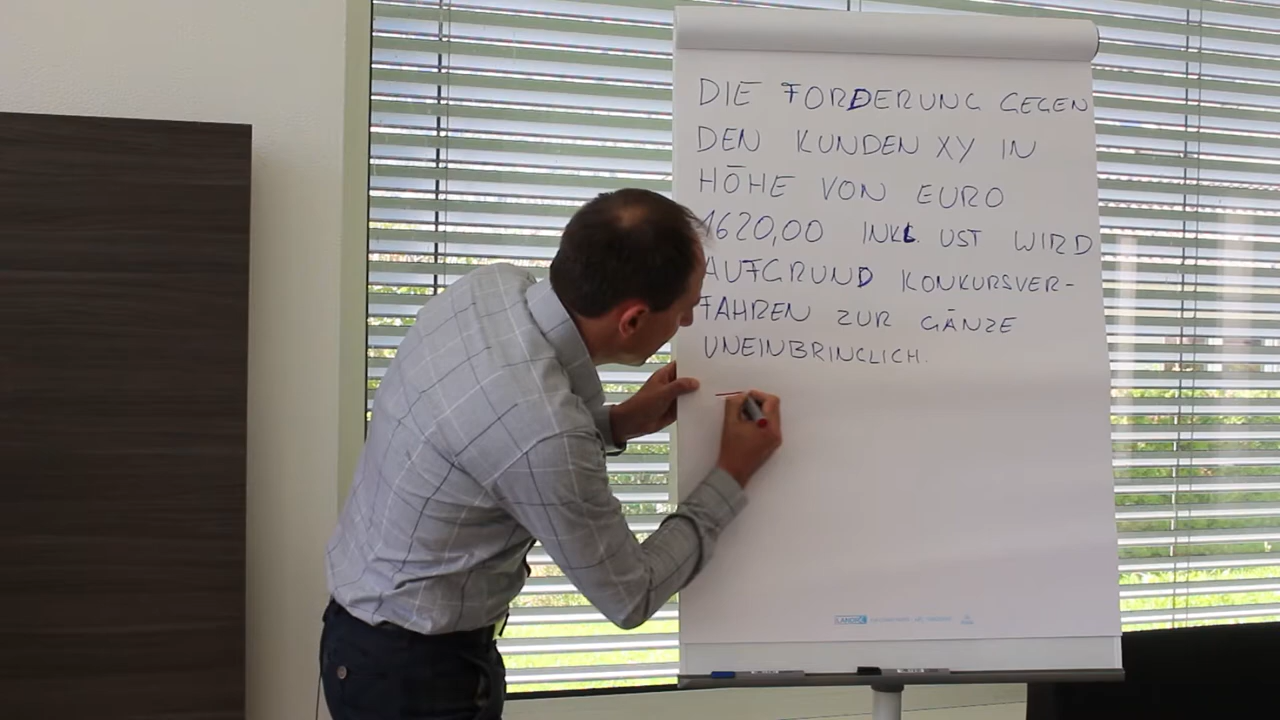 DIE FORDERUNG GEGEN
DEN KUNDEN XY IN
HÖHE VON EURO
1620,00 INKL. UST WIRD
AUFGRUND KONKURSVER-
FAHREN ZUR GÄNZE
UNEINBRINGLICH.
LANDRÉ